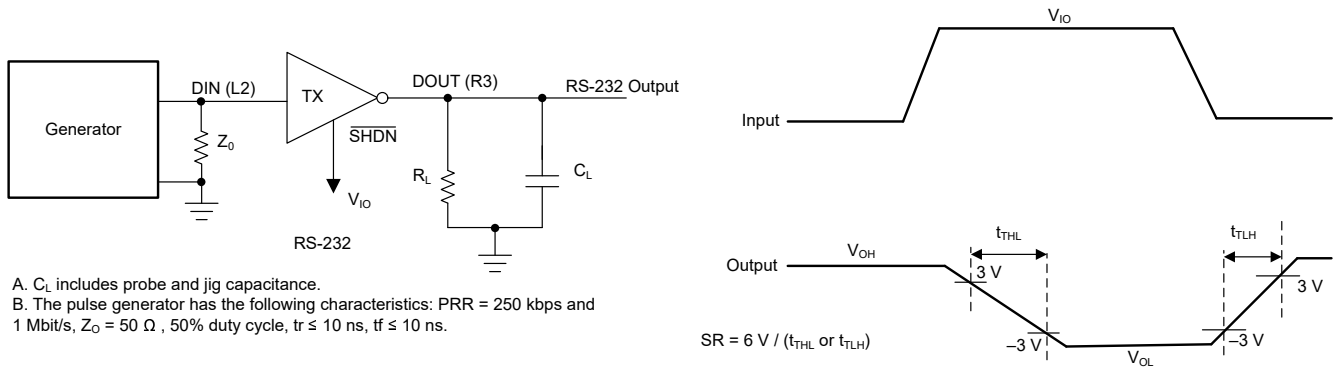 Generator
DIN (L2)
Z0
TX
SHDN
VIO
DOUT (R3)
RS-232 Output
RL
CL
RS-232
A. CL includes probe and jig capacitance.
B. The pulse generator has the following characteristics: PRR = 250 kbps and
1 Mbit/s, ZO = 50 Ω , 50% duty cycle, tr ≤ 10 ns, tf ≤ 10 ns.
VIO
Input
Output
VOH
tTHL
tTLH
3 V
3 V
–3 V
–3 V
VOL
SR = 6 V / (tTHL or tTLH)